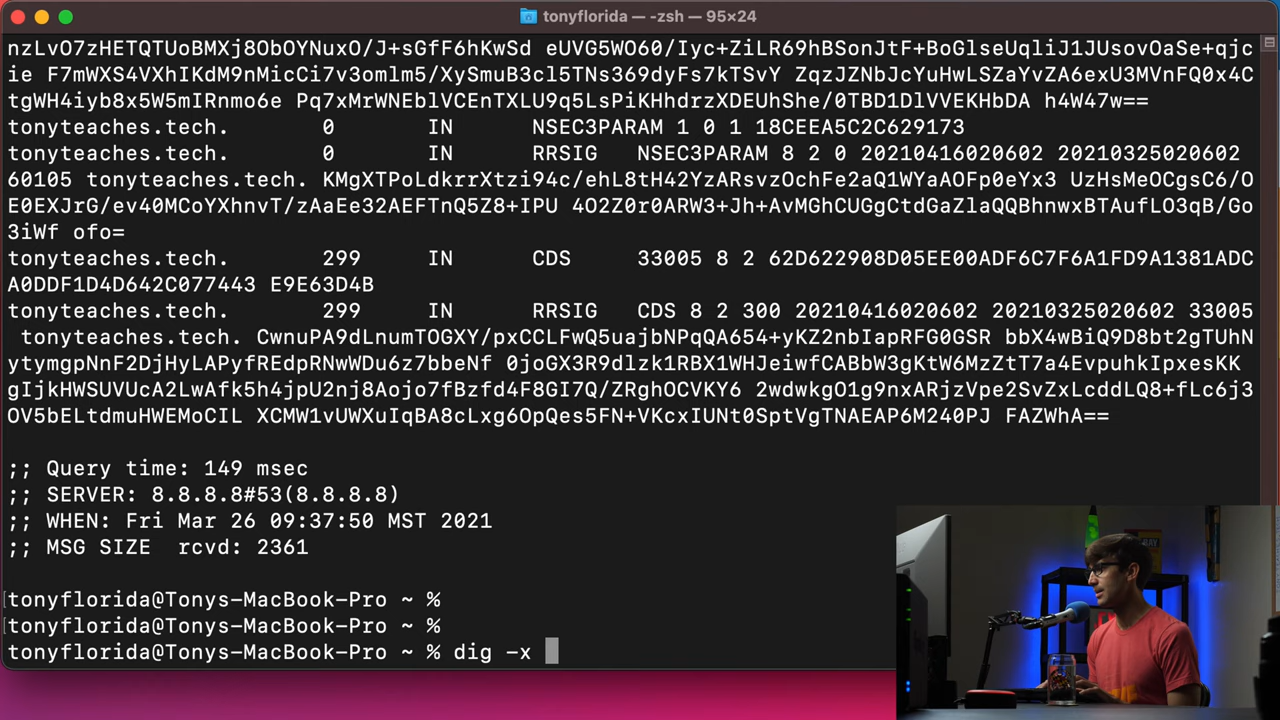 tonyflorida — -zsh — 95×24
nzLvO7zHETQTUoBMXj8ObOYNuxO/J+sGfF6hKwSd eUVG5WO60/Iyc+ZiLR69hBSonJtF+BoGlseUqliJ1JUsovOaSe+qjc
ie F7mWXS4VXhIKdM9nMicCi7v3omlm5/XySmuB3cl5TNs369dyFs7kTSvY ZqzJZNbJcYuHwLSZaYvZA6exU3MVnFQ0x4C
tgWH4iyb8x5W5mIRnmo6e Pq7xMrWNEblVCEnTXLU9q5LsPiKHhdrzXDEUhShe/0TBD1DlVVEKHbDA h4W47w==
tonyteaches.tech. 0 IN NSEC3PARAM 1 0 1 18CEEA5C2C629173
tonyteaches.tech. 0 IN RRSIG NSEC3PARAM 8 2 0 20210416020602 20210325020602
60105 tonyteaches.tech. KMgXTPoLdkrrXtzi94c/ehL8tH42YzARsvzOchFe2aQ1WYaAOFp0eYx3 UzHsMeOCgsC6/O
E0EXJrG/ev40MCoYXhnvT/zAaEe32AEFTnQ5Z8+IPU 4O2Z0r0ARW3+Jh+AvMGhCUGgCtdGaZlaQQBhnwxBTAufLO3qB/Go
3iWf ofo=
tonyteaches.tech. 299 IN CDS 33005 8 2 62D622908D05EE00ADF6C7F6A1FD9A1381ADC
A0DDF1D4D642C077443 E9E63D4B
tonyteaches.tech. 299 IN RRSIG CDS 8 2 300 20210416020602 20210325020602 33005
tonyteaches.tech. CwnuPA9dLnumTOGXY/pxCCLFwQ5uajbNPqQA654+yKZ2nbIapRFG0GSR bbX4wBiQ9D8bt2gTUhN
ytymgpNnF2DjHyLAPyfREdpRNwWDu6z7bbeNf 0joGX3R9dlzk1RBX1WHJeiwfCABbW3gKtW6MzZtT7a4EvpuhkIpxesKK
gIjkHWSUVUcA2LwAfk5h4jpU2nj8Aojo7fBzfd4F8GI7Q/ZRghOCVKY6 2wdwkgO1g9nxARjzVpe2SvZxLcddLQ8+fLc6j3
OV5bELtdmuHWEMoCIL XCMW1vUWXuIqBA8cLxg6OpQes5FN+VKcxIUNt0SptVgTNAEAP6M240PJ FAZWhA==
;; Query time: 149 msec
;; SERVER: 8.8.8.8#53(8.8.8.8)
;; WHEN: Fri Mar 26 09:37:50 MST 2021
;; MSG SIZE rcvd: 2361
tonyflorida@Tonys-MacBook-Pro ~ %
tonyflorida@Tonys-MacBook-Pro ~ %
tonyflorida@Tonys-MacBook-Pro ~ % dig -x